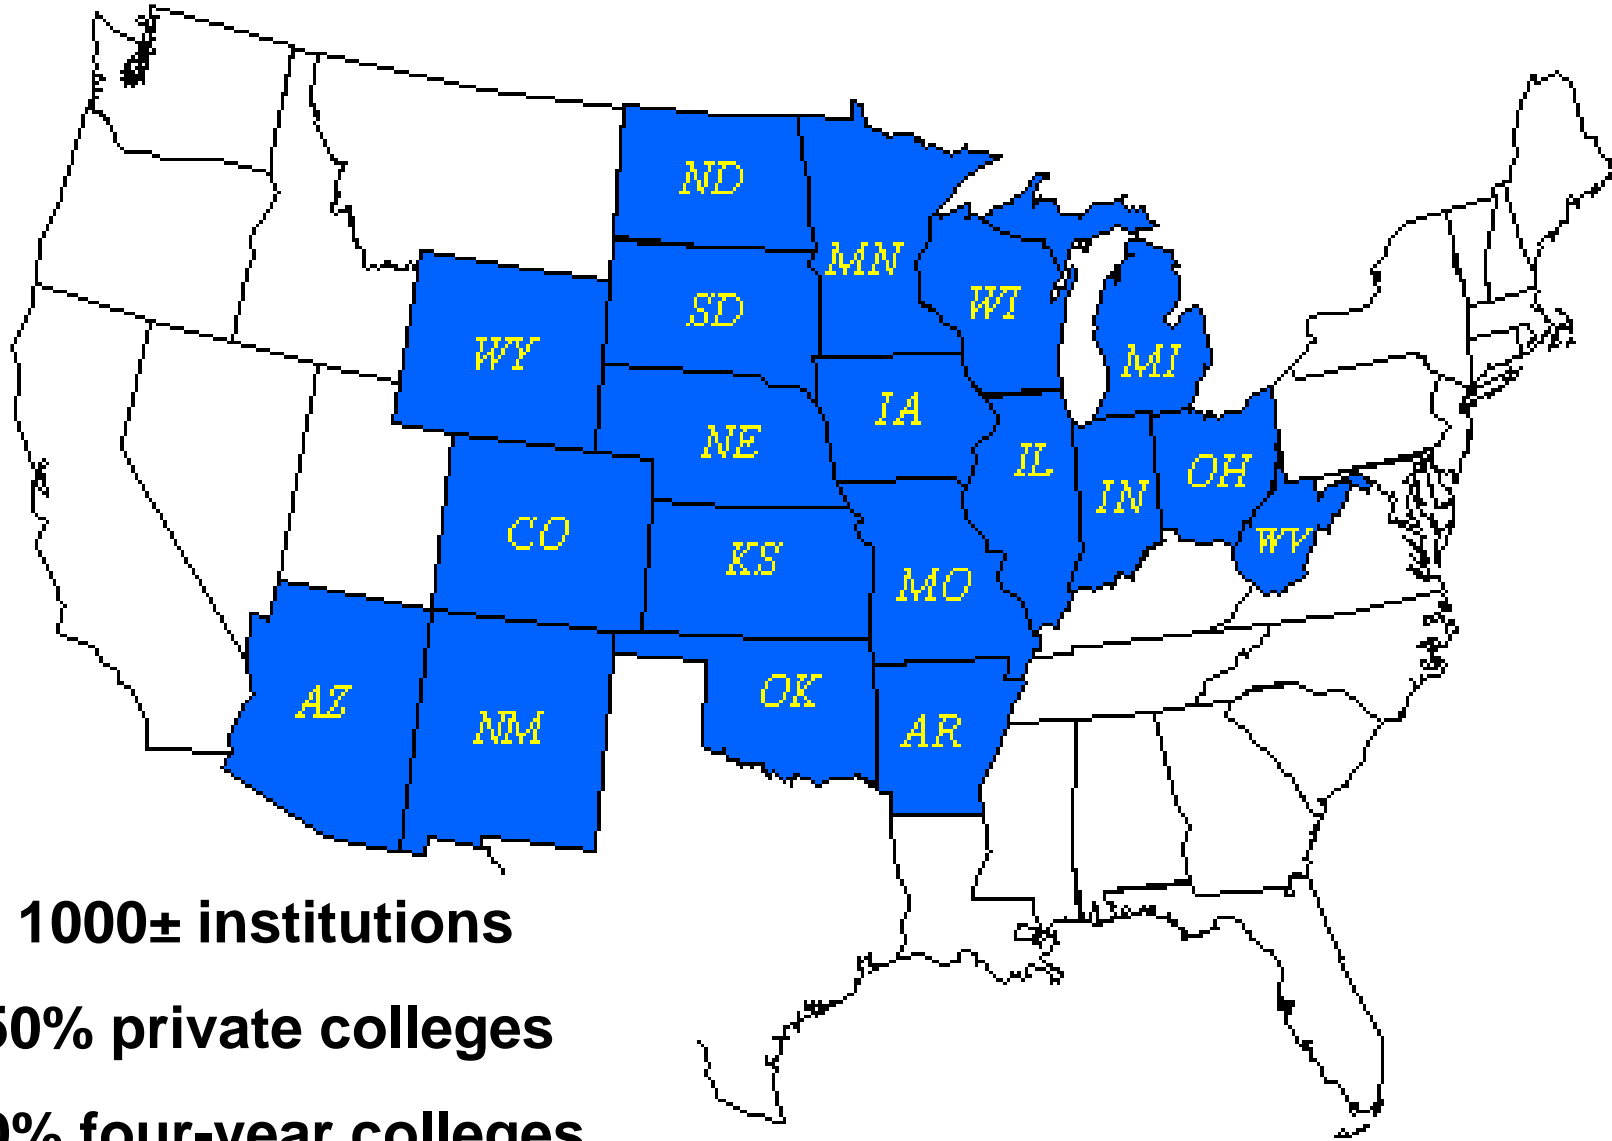 ND
MN
WI
SD
WY
MI
IA
NE
IL
OH
IN
CO
WV
KS
MO
OK
AZ
NM
AR
1000± institutions
private colleges
four-year colleges